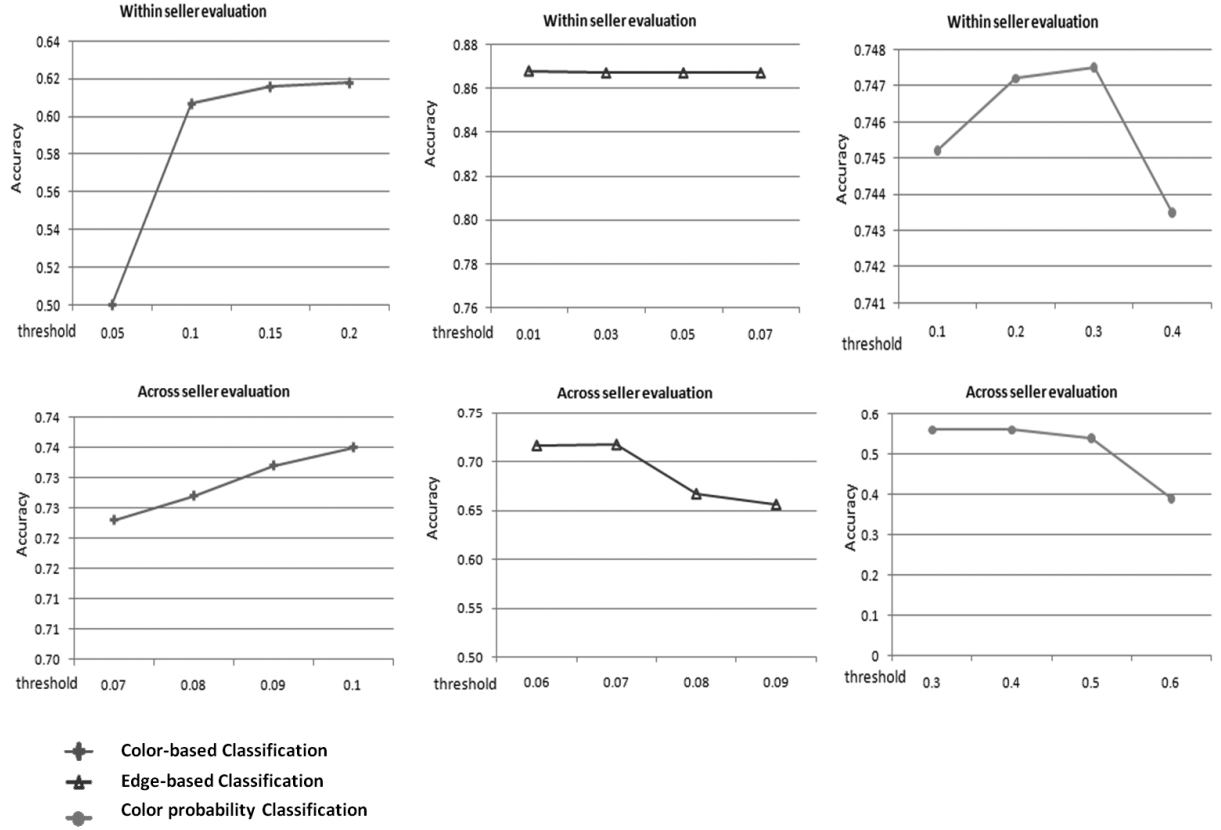 Within seller evaluation
0.64
0.62
0.60
0.58
0.56
0.54
0.52
0.50
Accuracy
threshold 0.05 0.1 0.15 0.2
Within seller evaluation
0.88
0.86
0.84
0.82
0.80
0.78
0.76
Accuracy
threshold 0.01 0.03 0.05 0.07
Within seller evaluation
0.748
0.747
0.746
0.745
0.744
0.743
0.742
0.741
Accuracy
threshold 0.1 0.2 0.3 0.4
Across seller evaluation
0.74
0.74
0.73
0.73
0.72
0.72
0.71
0.71
0.70
Accuracy
threshold 0.07 0.08 0.09 0.1
Across seller evaluation
0.75
0.70
0.65
0.60
0.55
0.50
Accuracy
threshold 0.06 0.07 0.08 0.09
Across seller evaluation
0.6
0.5
0.4
0.3
0.2
0.1
0
Accuracy
threshold 0.3 0.4 0.5 0.6
Color-based Classification
Edge-based Classification
Color probability Classification